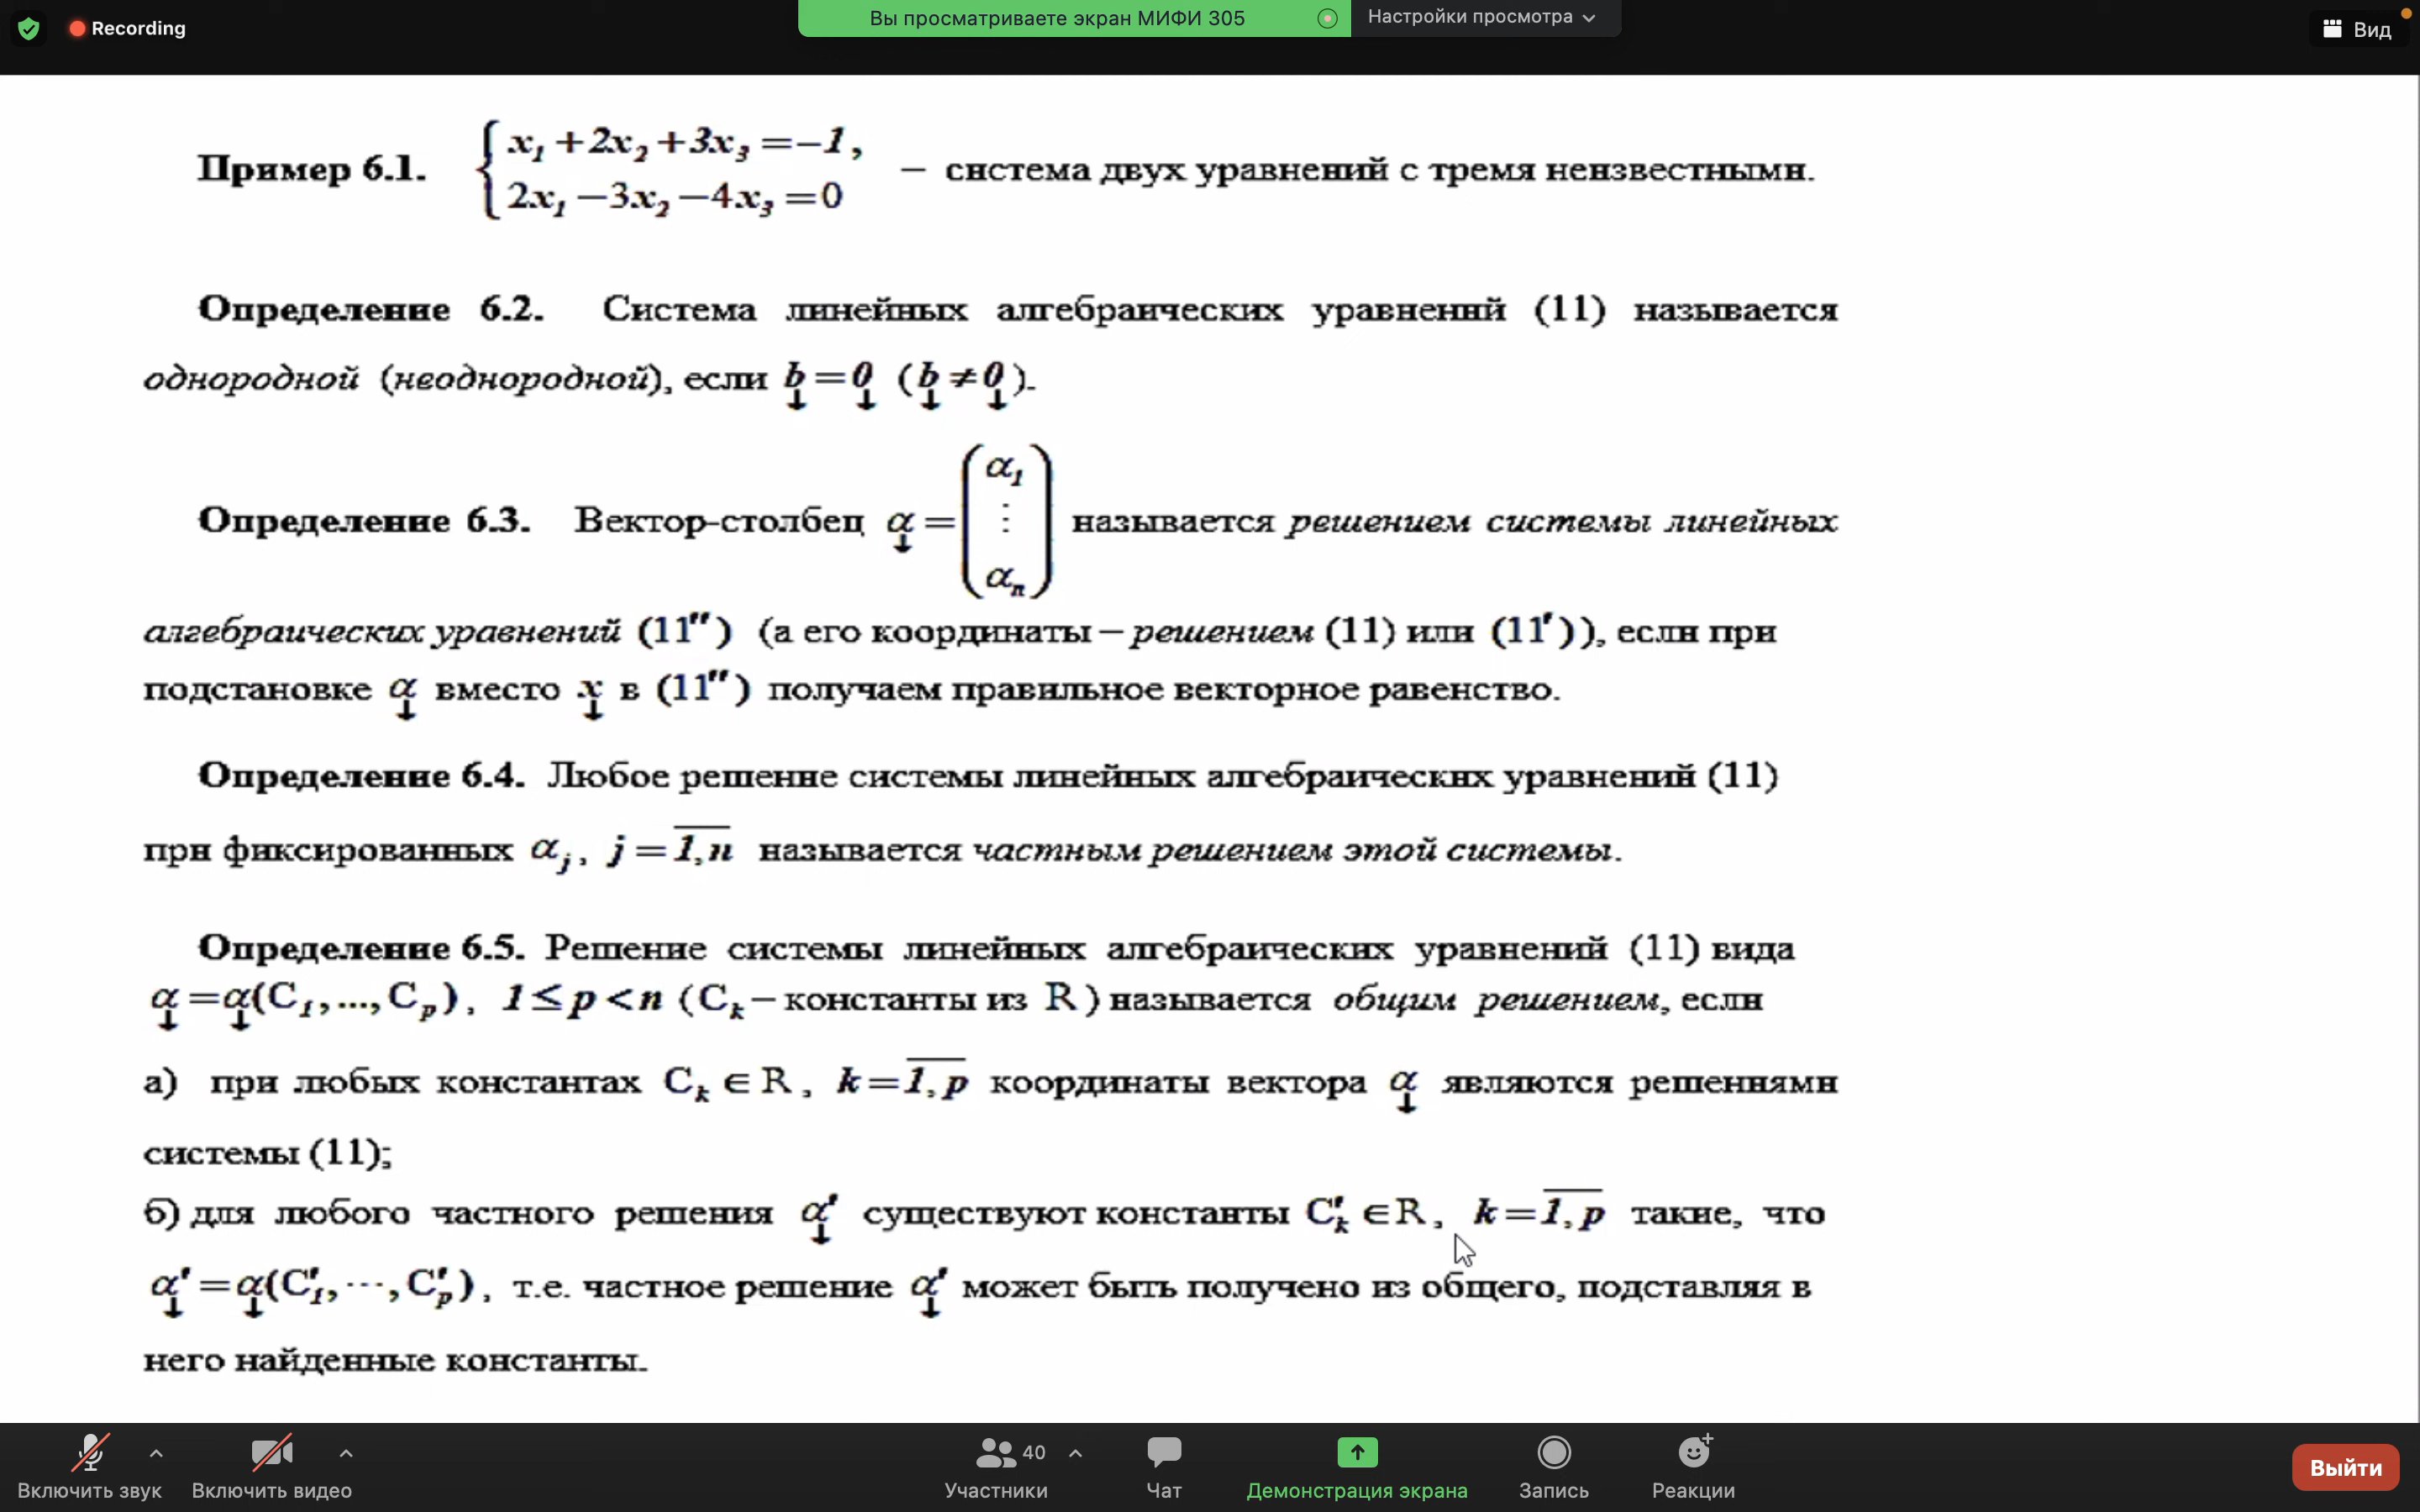 Recording
Вы просматриваете экран МИФИ 305
Настройки просмотра
Вид
Пример 6.1. { x₁ + 2x₂ + 3x₃ = −1, 2x₁ − 3x₂ − 4x₃ = 0 − система двух уравнений с тремя неизвестными.
Определение 6.2. Система линейных алгебраических уравнений (11) называется
однородной (неоднородной), если b↓ = 0↓ (b↓ ≠ 0↓).
Определение 6.3. Вектор-столбец α↓ = (α₁ ⋮ αₙ) называется решением системы линейных
алгебраических уравнений (11″) (а его координаты – решением (11) или (11′)), если при
подстановке α↓ вместо x↓ в (11″) получаем правильное векторное равенство.
Определение 6.4. Любое решение системы линейных алгебраических уравнений (11)
при фиксированных αⱼ, j = 1,n называется частным решением этой системы.
Определение 6.5. Решение системы линейных алгебраических уравнений (11) вида
α↓ = α↓(C₁, ..., Cₚ), 1 ≤ p < n (Cₖ – константы из R) называется общим решением, если
а) при любых константах Cₖ ∈ R, k = 1,p координаты вектора α↓ являются решениями
системы (11);
б) для любого частного решения α′↓ существуют константы C′ₖ ∈ R, k = 1,p такие, что
α′↓ = α↓(C′₁, ⋯, C′ₚ), т.е. частное решение α′↓ может быть получено из общего, подставляя в
него найденные константы.
Включить звук
Включить видео
40
Участники
Чат
Демонстрация экрана
Запись
Реакции
Выйти